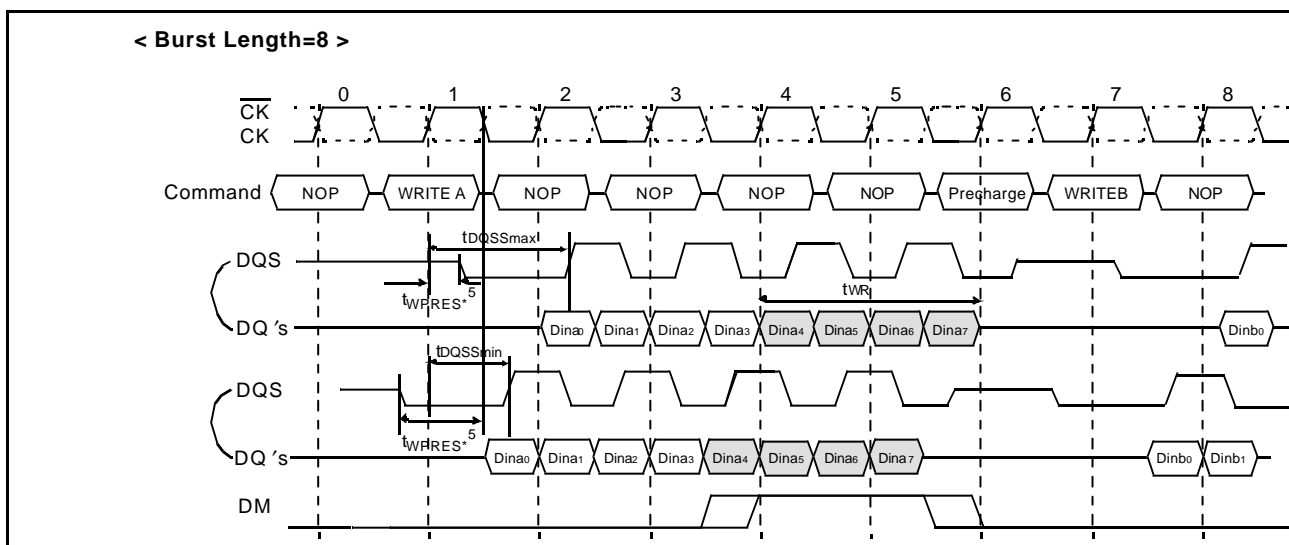 < Burst Length=8 >
0 1 2 3 4 5 6 7 8
CK
CK
Command NOP WRITE A NOP NOP NOP NOP Precharge WRITEB NOP
tDQSSmax
DQS
tWPRES*5
tWR
DQ's Dina0 Dina1 Dina2 Dina3 Dina4 Dina5 Dina6 Dina7 Dinb0
tDQSSmin
DQS
tWPRES*5
DQ's Dina0 Dina1 Dina2 Dina3 Dina4 Dina5 Dina6 Dina7 Dinb0 Dinb1
DM